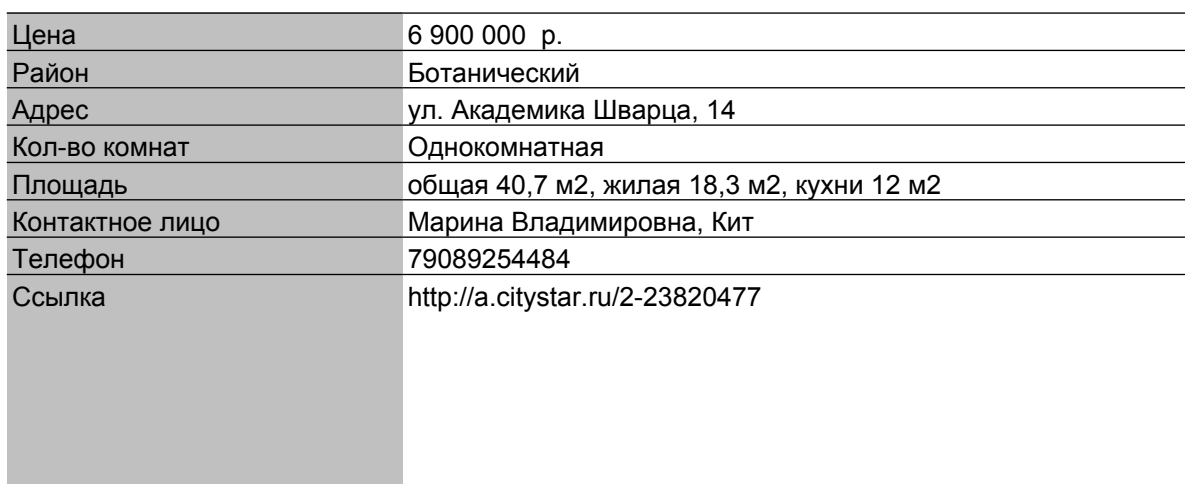 Цена 6 900 000 р.
Район Ботанический
Адрес ул. Академика Шварца, 14
Кол-во комнат Однокомнатная
Площадь общая 40,7 м2, жилая 18,3 м2, кухни 12 м2
Контактное лицо Марина Владимировна, Кит
Телефон 79089254484
Ссылка http://a.citystar.ru/2-23820477